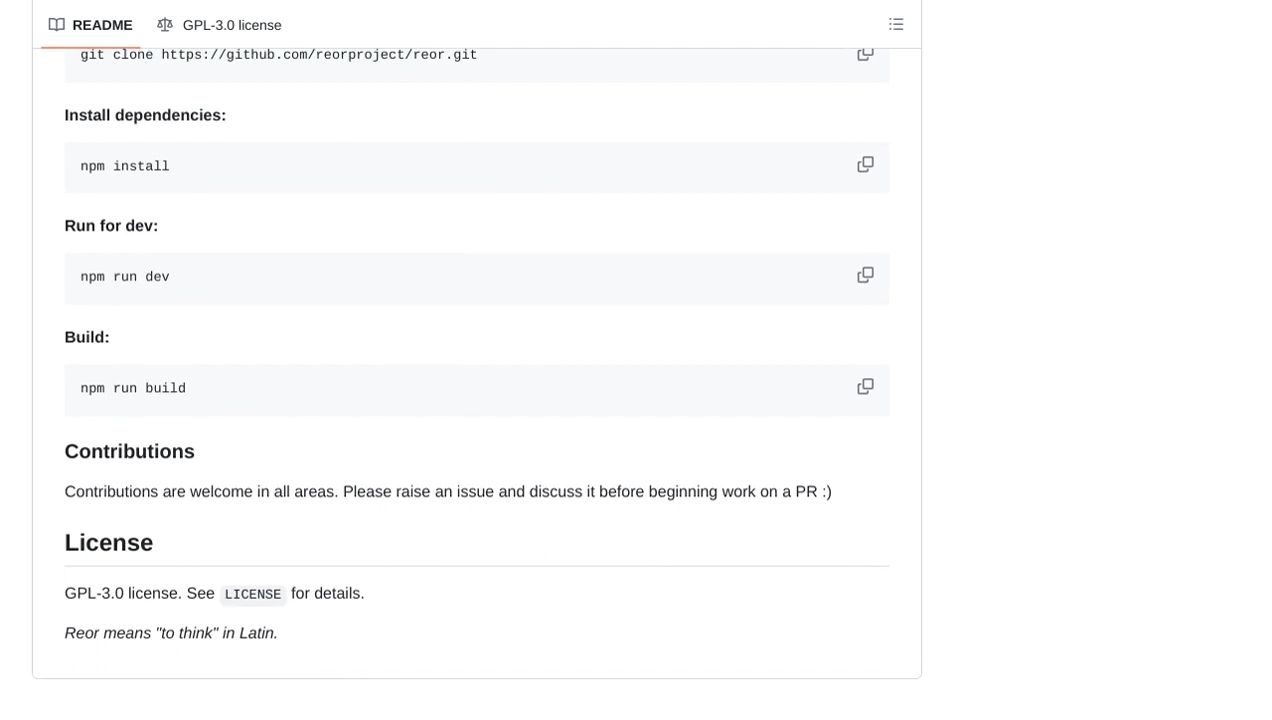 README GPL-3.0 license
git clone https://github.com/reorproject/reor.git
Install dependencies:
npm install
Run for dev:
npm run dev
Build:
npm run build
Contributions
Contributions are welcome in all areas. Please raise an issue and discuss it before beginning work on a PR :)
License
GPL-3.0 license. See LICENSE for details.
Reor means "to think" in Latin.